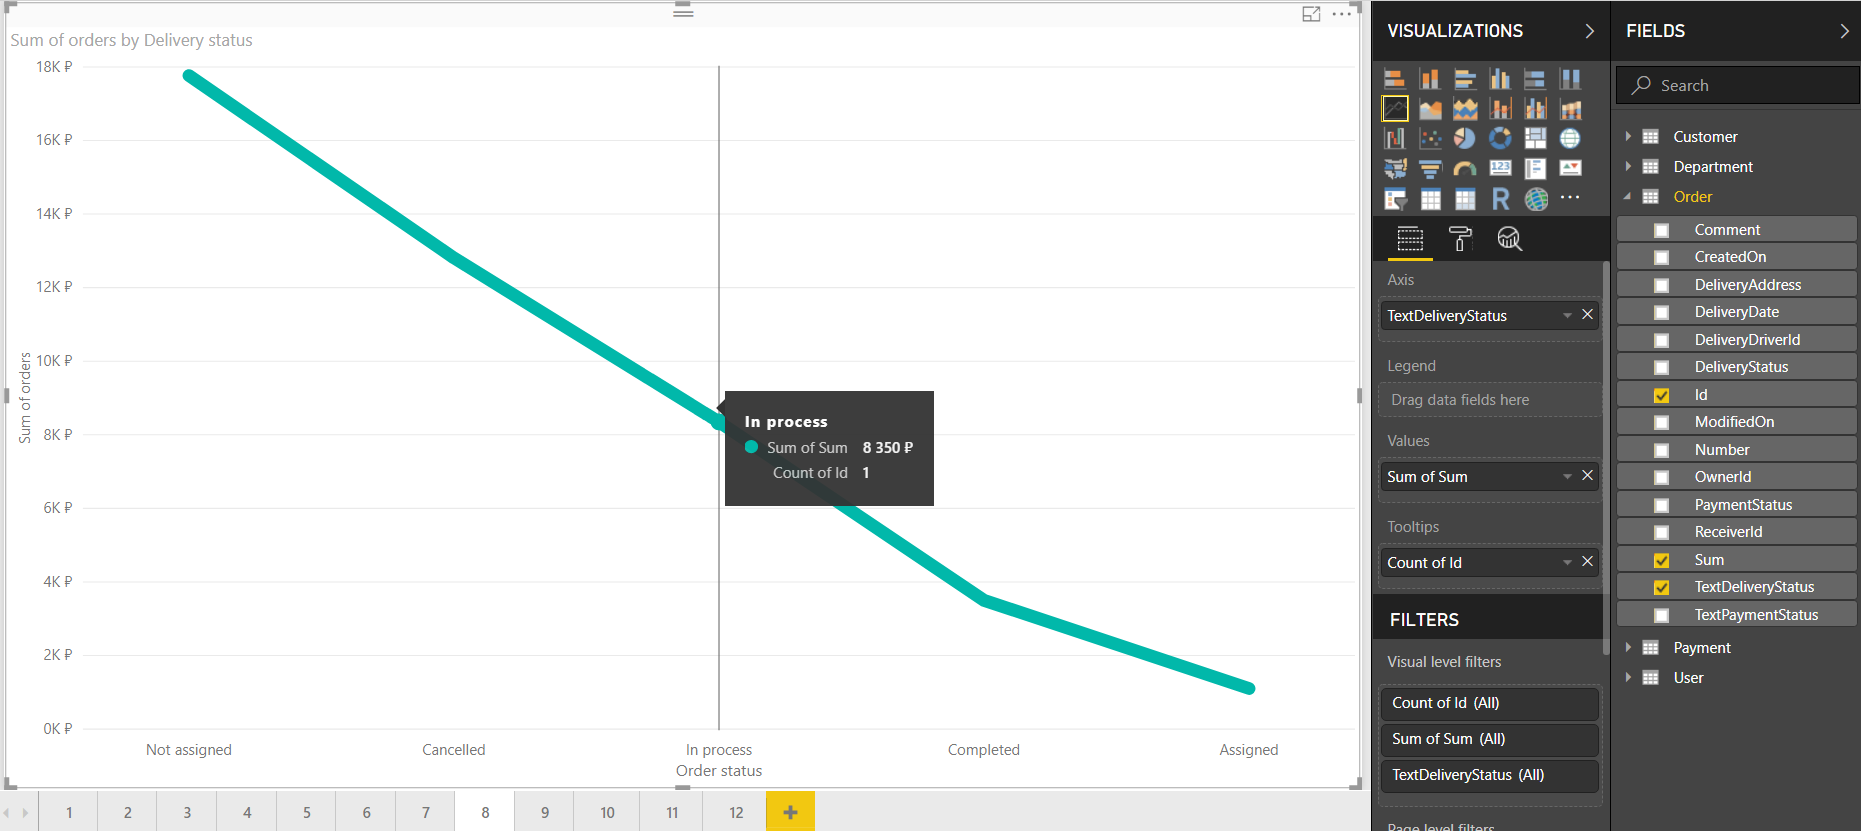 Sum of orders by Delivery status
18K ₽
16K ₽
14K ₽
12K ₽
10K ₽
8K ₽
6K ₽
4K ₽
2K ₽
0K ₽
Sum of orders
In process
Sum of Sum 8 350 ₽
Count of Id 1
Not assigned Cancelled In process Completed Assigned
Order status
1 2 3 4 5 6 7 8 9 10 11 12 +
VISUALIZATIONS
123
R
Axis
TextDeliveryStatus
Legend
Drag data fields here
Values
Sum of Sum
Tooltips
Count of Id
FILTERS
Visual level filters
Count of Id (All)
Sum of Sum (All)
TextDeliveryStatus (All)
Page level filters
FIELDS
Search
Customer
Department
Order
Comment
CreatedOn
DeliveryAddress
DeliveryDate
DeliveryDriverId
DeliveryStatus
Id
ModifiedOn
Number
OwnerId
PaymentStatus
ReceiverId
Sum
TextDeliveryStatus
TextPaymentStatus
Payment
User